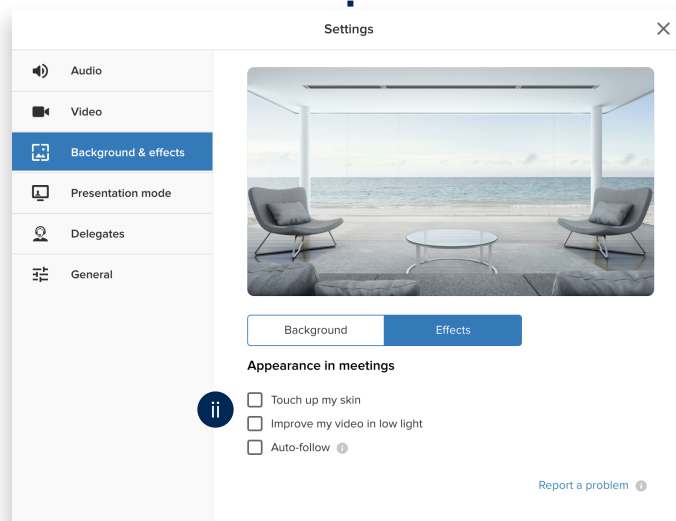 Settings
Audio
Video
Background & effects
Presentation mode
Delegates
General
Background
Effects
Appearance in meetings
ii
Touch up my skin
Improve my video in low light
Auto-follow
Report a problem